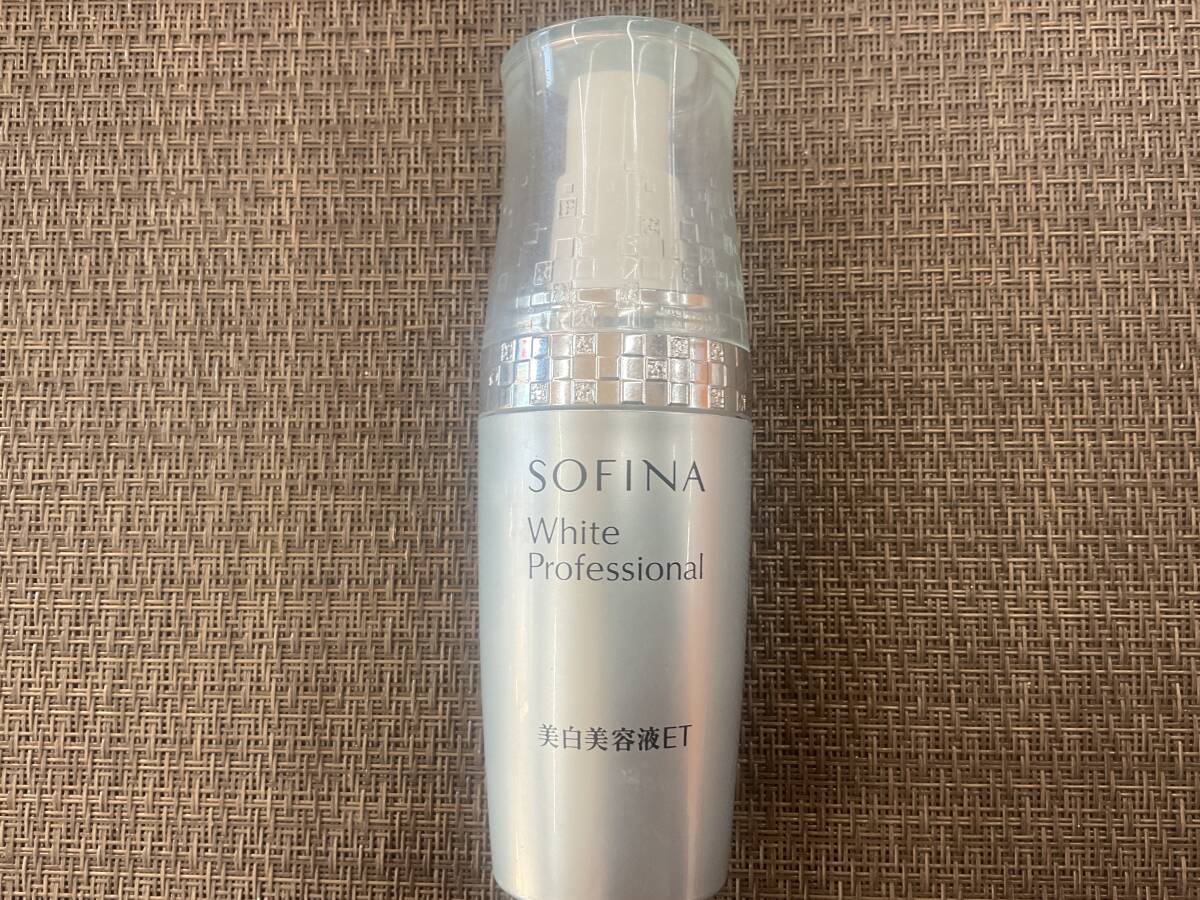 SOFINA
White
Professional
美白美容液ET